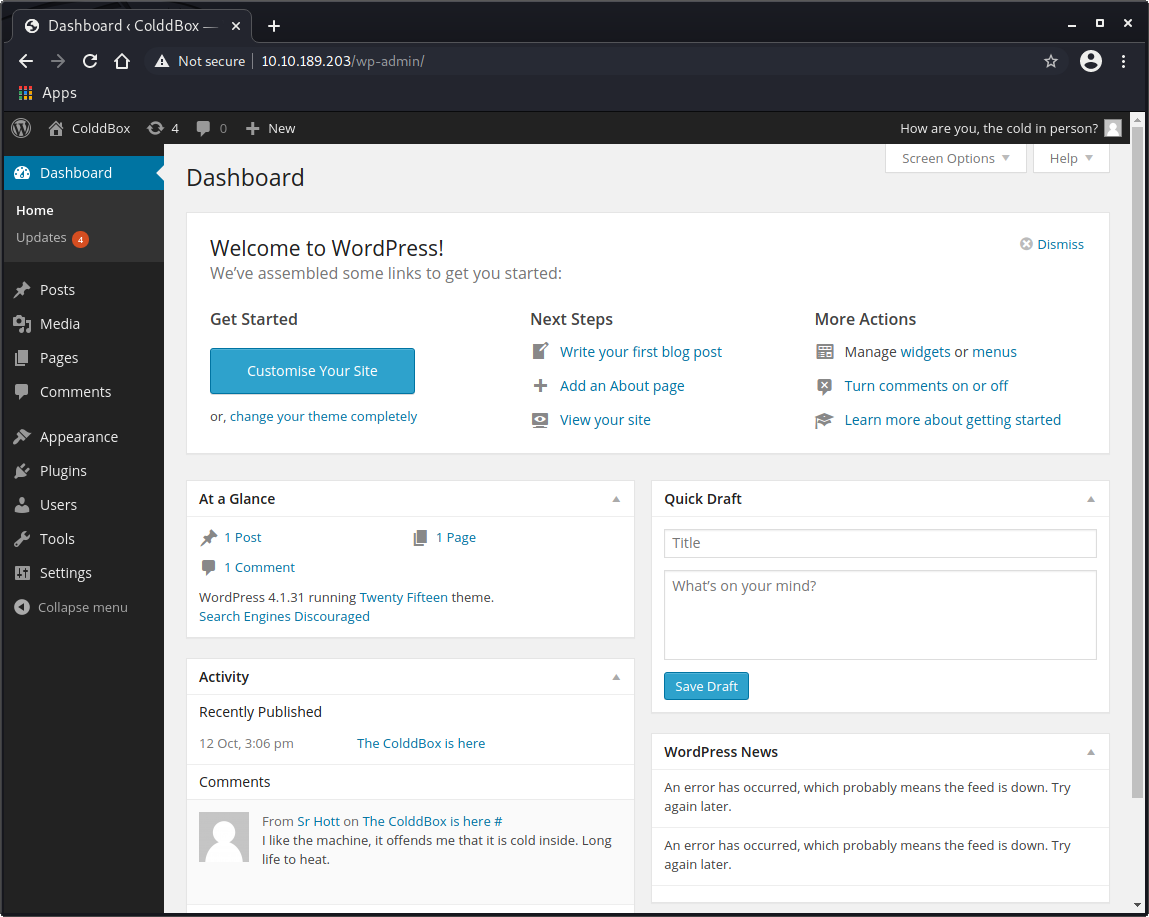 Dashboard ‹ ColddBox —
Not secure 10.10.189.203/wp-admin/
Apps
ColddBox 4 0 New How are you, the cold in person?
Screen Options Help
Dashboard
Home
Updates 4
Posts
Media
Pages
Comments
Appearance
Plugins
Users
Tools
Settings
Collapse menu
Dashboard
Welcome to WordPress!
Dismiss
We’ve assembled some links to get you started:
Get Started
Customise Your Site
or, change your theme completely
Next Steps
Write your first blog post
Add an About page
View your site
More Actions
Manage widgets or menus
Turn comments on or off
Learn more about getting started
At a Glance
1 Post 1 Page
1 Comment
WordPress 4.1.31 running Twenty Fifteen theme.
Search Engines Discouraged
Activity
Recently Published
12 Oct, 3:06 pm The ColddBox is here
Comments
From Sr Hott on The ColddBox is here #
I like the machine, it offends me that it is cold inside. Long
life to heat.
Quick Draft
Title
What’s on your mind?
Save Draft
WordPress News
An error has occurred, which probably means the feed is down. Try
again later.
An error has occurred, which probably means the feed is down. Try
again later.